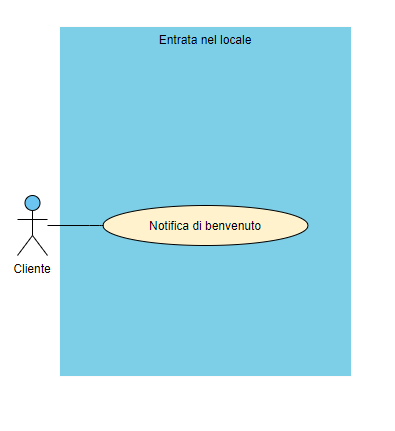 Entrata nel locale
Notifica di benvenuto
Cliente